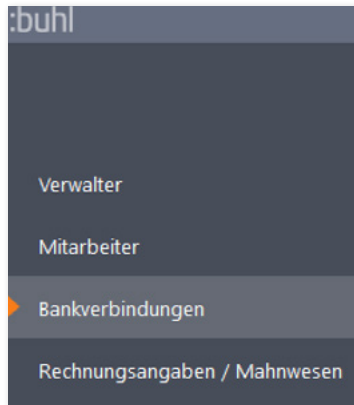 :buhl
Verwalter
Mitarbeiter
Bankverbindungen
Rechnungsangaben / Mahnwesen